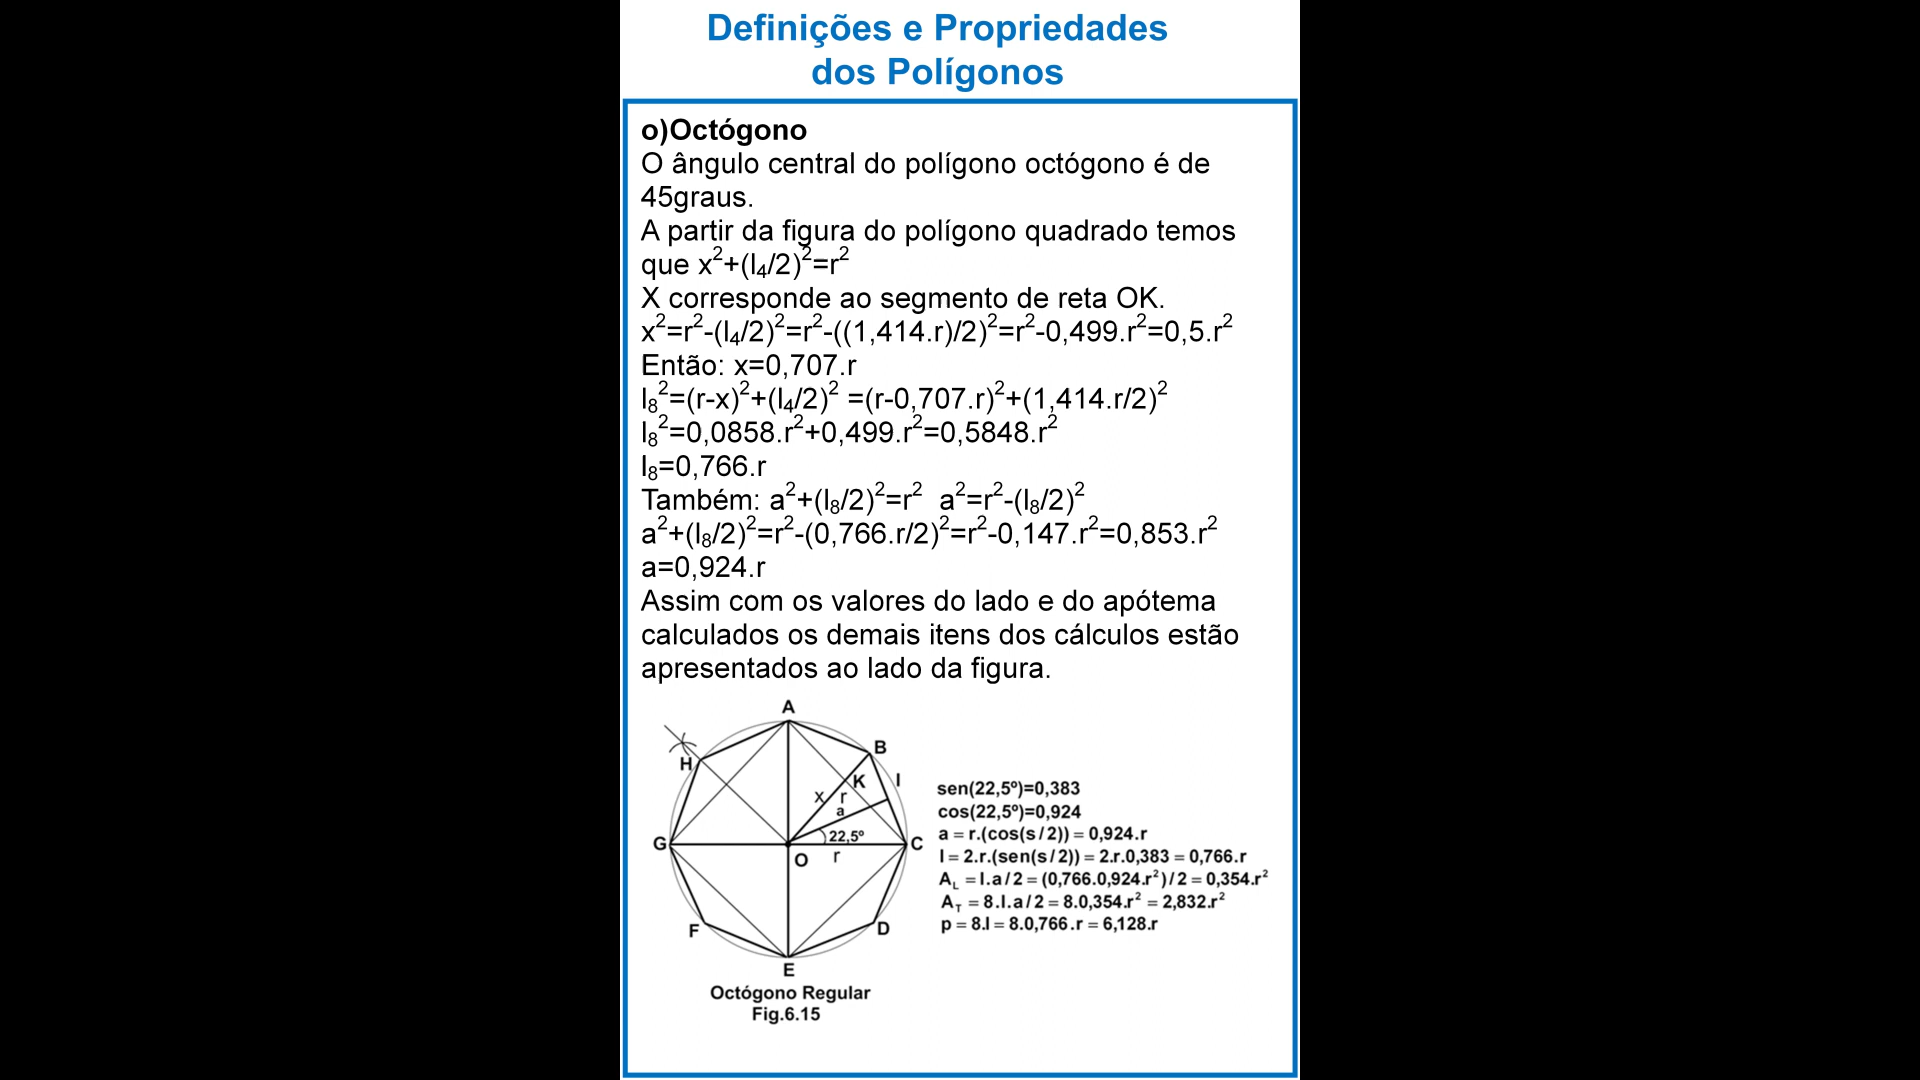 Definições e Propriedades
dos Polígonos
o)Octógono
O ângulo central do polígono octógono é de
45graus.
A partir da figura do polígono quadrado temos
que x²+(l₄/2)²=r²
X corresponde ao segmento de reta OK.
x²=r²-(l₄/2)²=r²-((1,414.r)/2)²=r²-0,499.r²=0,5.r²
Então: x=0,707.r
l₈²=(r-x)²+(l₄/2)² =(r-0,707.r)²+(1,414.r/2)²
l₈²=0,0858.r²+0,499.r²=0,5848.r²
l₈=0,766.r
Também: a²+(l₈/2)²=r²  a²=r²-(l₈/2)²
a²+(l₈/2)²=r²-(0,766.r/2)²=r²-0,147.r²=0,853.r²
a=0,924.r
Assim com os valores do lado e do apótema
calculados os demais itens dos cálculos estão
apresentados ao lado da figura.
A
B
H
K
l
x
r
a
22,5º
G
C
O
r
F
D
E
sen(22,5º)=0,383
cos(22,5º)=0,924
a = r.(cos(s/2)) = 0,924.r
l = 2.r.(sen(s/2)) = 2.r.0,383 = 0,766.r
A_L = l.a/2 = (0,766.0,924.r²)/2 = 0,354.r²
A_T = 8.l.a/2 = 8.0,354.r² = 2,832.r²
p = 8.l = 8.0,766.r = 6,128.r
Octógono Regular
Fig.6.15